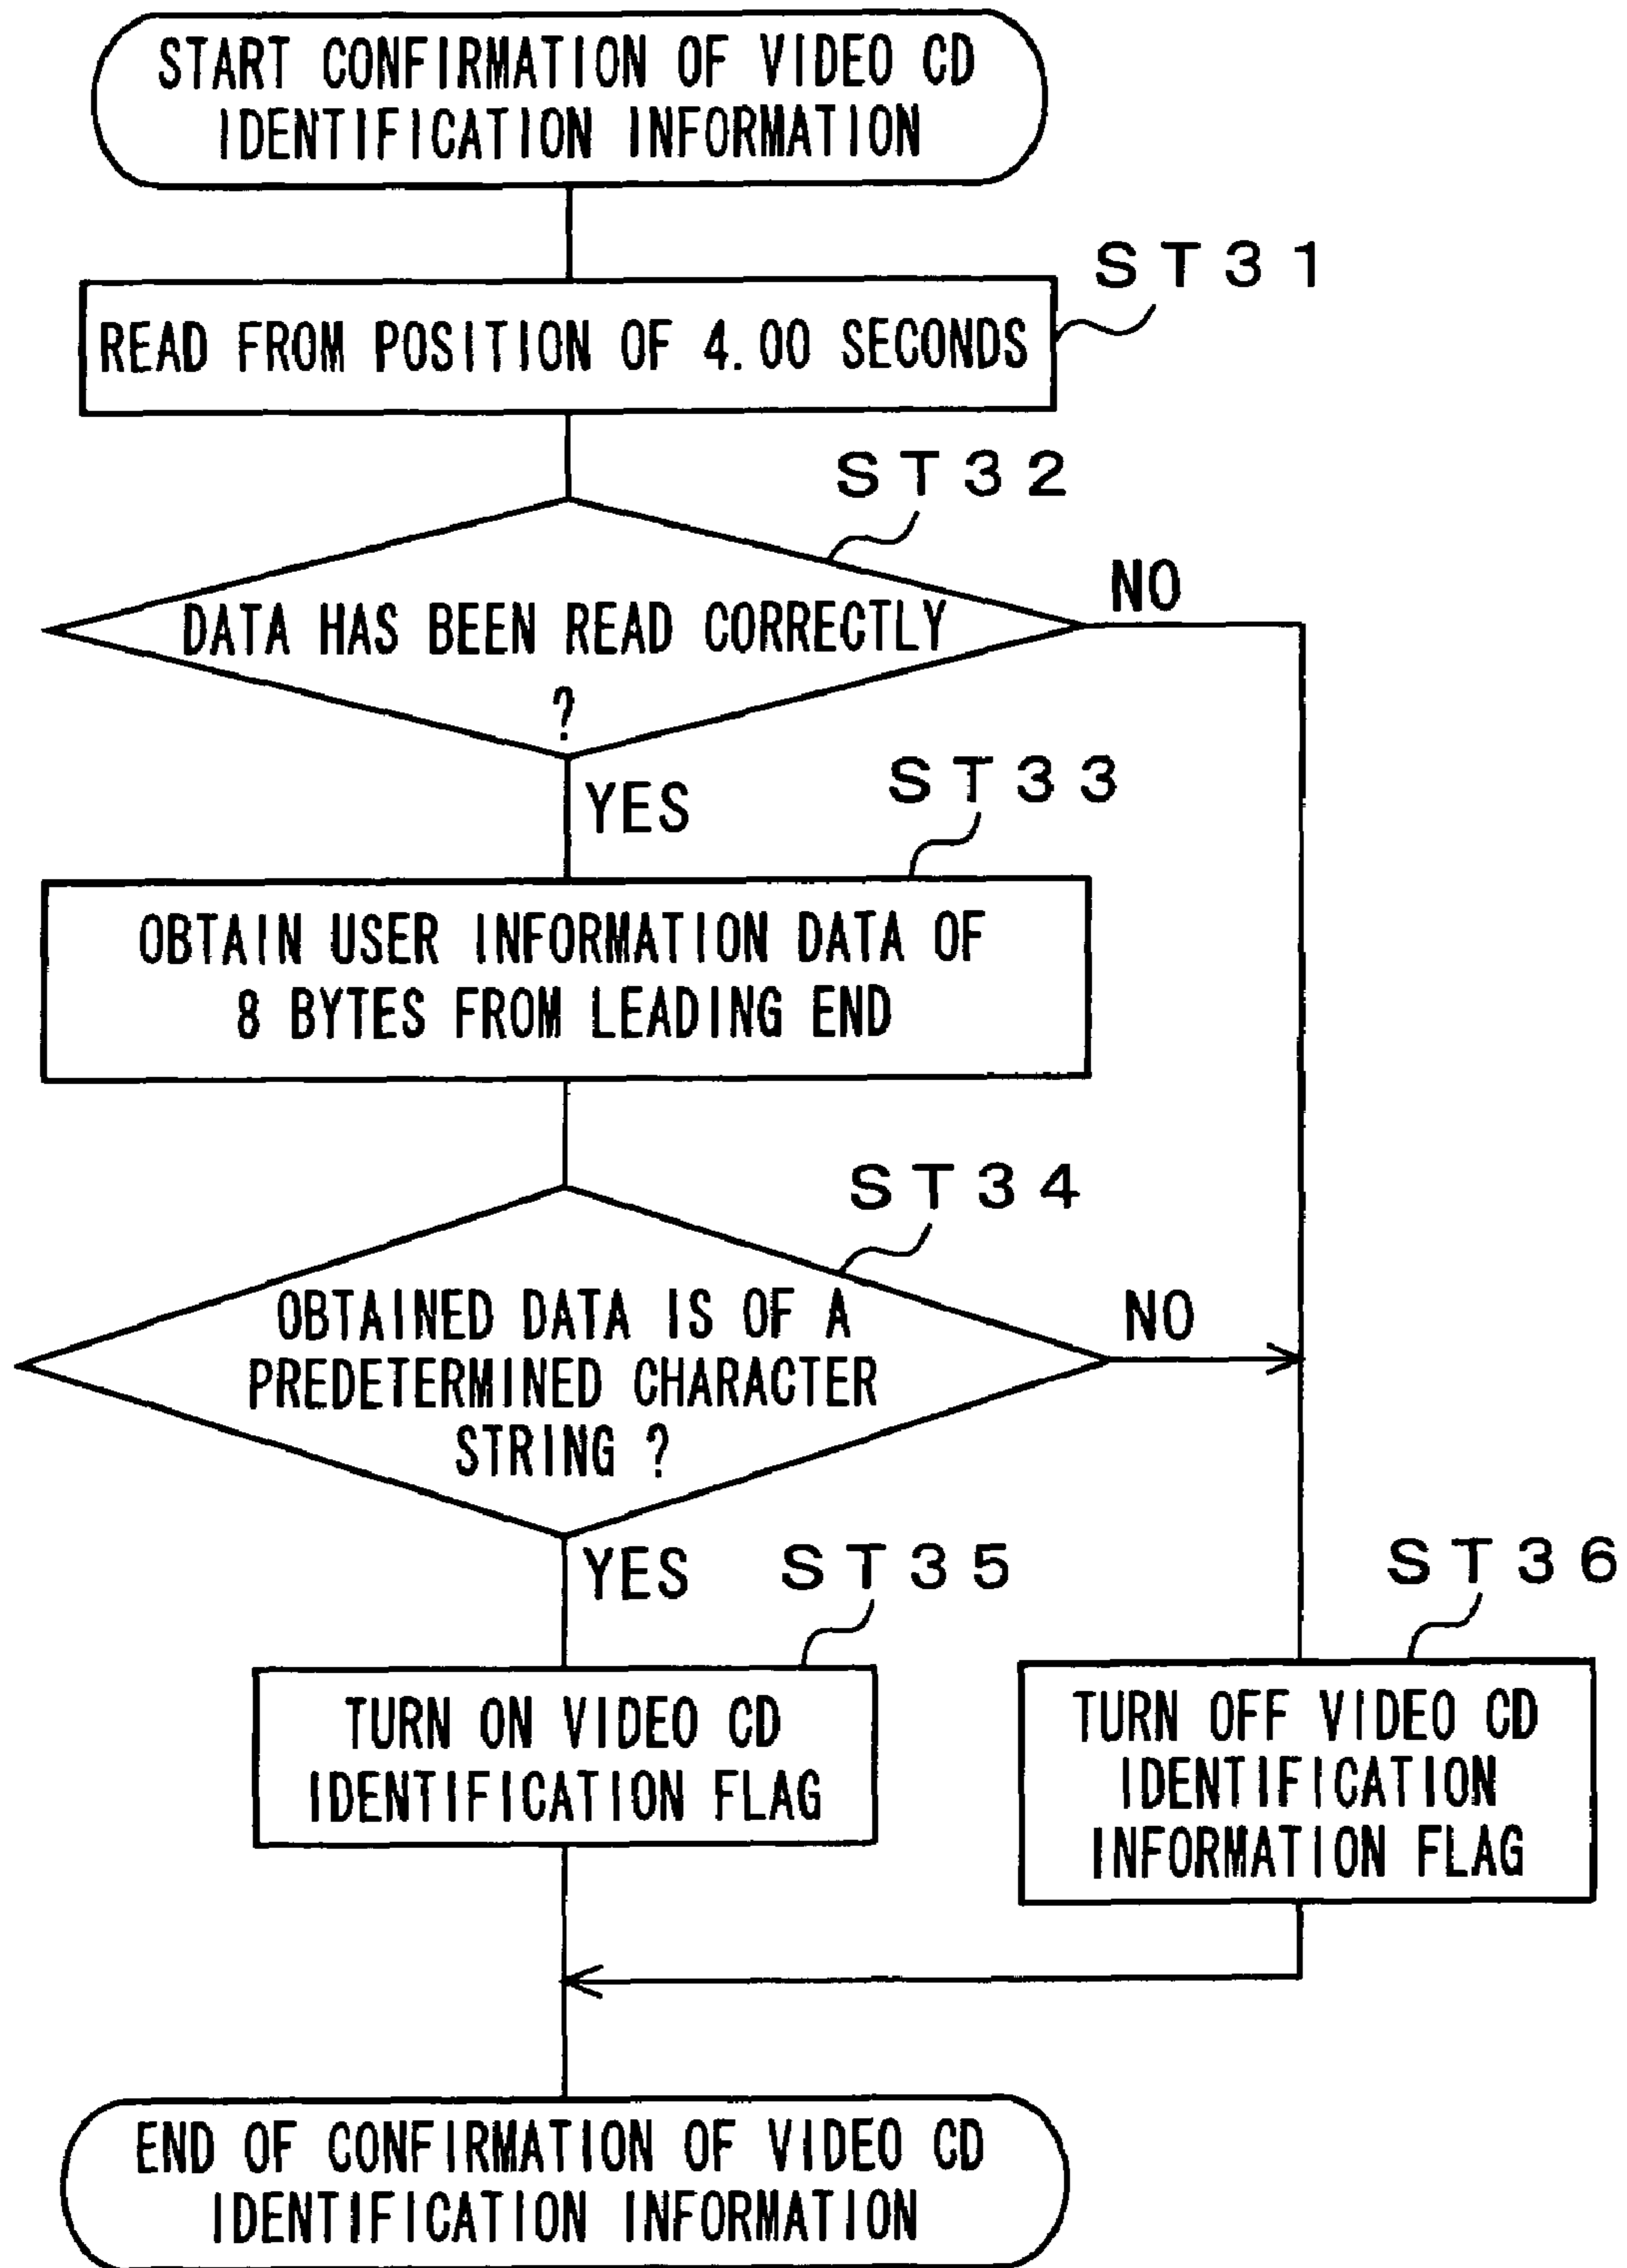 START CONFIRMATION OF VIDEO CD
IDENTIFICATION INFORMATION
ST31
READ FROM POSITION OF 4.00 SECONDS
ST32
NO
DATA HAS BEEN READ CORRECTLY
?
YES
ST33
OBTAIN USER INFORMATION DATA OF
8 BYTES FROM LEADING END
ST34
OBTAINED DATA IS OF A
PREDETERMINED CHARACTER
STRING ?
NO
YES
ST35
ST36
TURN ON VIDEO CD
IDENTIFICATION FLAG
TURN OFF VIDEO CD
IDENTIFICATION
INFORMATION FLAG
END OF CONFIRMATION OF VIDEO CD
IDENTIFICATION INFORMATION